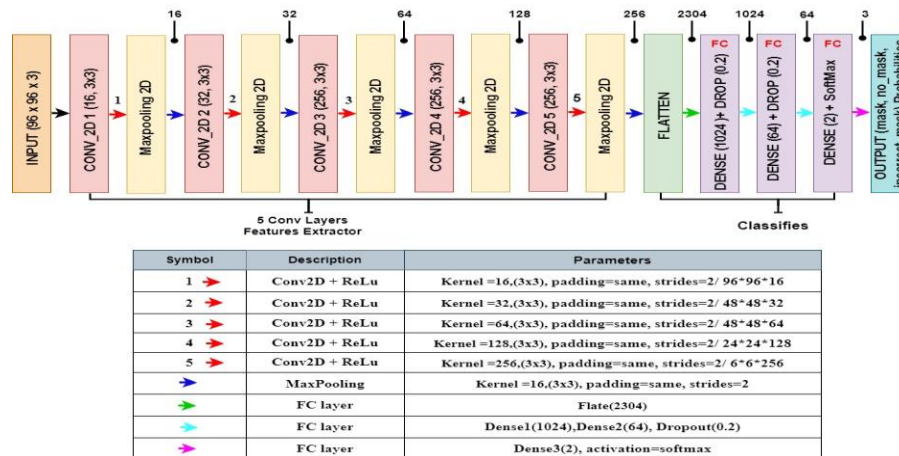 16 32 64 128 256 2304 1024 64 3
INPUT (96 x 96 x 3)
CONV_2D 1 (16, 3x3)
1
Maxpooling 2D
CONV_2D 2 (32, 3x3)
2
Maxpooling 2D
CONV_2D 3 (256, 3x3)
3
Maxpooling 2D
CONV_2D 4 (256, 3x3)
4
Maxpooling 2D
CONV_2D 5 (256, 3x3)
5
Maxpooling 2D
FLATTEN
FC
DENSE (1024 )+ DROP (0.2)
FC
DENSE (64) + DROP (0.2)
FC
DENSE (2) + SoftMax
OUTPUT (mask, no_mask,
incorrect_mask) Probabilities
5 Conv Layers
Features Extractor
Classifies
Symbol Description Parameters
1 Conv2D + ReLu Kernel =16,(3x3), padding=same, strides=2/ 96*96*16
2 Conv2D + ReLu Kernel =32,(3x3), padding=same, strides=2/ 48*48*32
3 Conv2D + ReLu Kernel =64,(3x3), padding=same, strides=2/ 48*48*64
4 Conv2D + ReLu Kernel =128,(3x3), padding=same, strides=2/ 24*24*128
5 Conv2D + ReLu Kernel =256,(3x3), padding=same, strides=2/ 6*6*256
MaxPooling Kernel =16,(3x3), padding=same, strides=2
FC layer Flate(2304)
FC layer Dense1(1024),Dense2(64), Dropout(0.2)
FC layer Dense3(2), activation=softmax